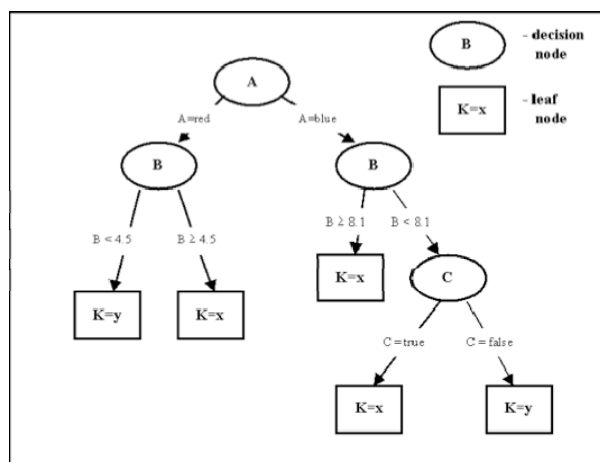 B
- decision
node
A
K=x
- leaf
node
A=red
A=blue
B
B
B < 4.5
B ≥ 4.5
B ≥ 8.1
B < 8.1
K=y
K=x
K=x
C
C=true
C=false
K=x
K=y